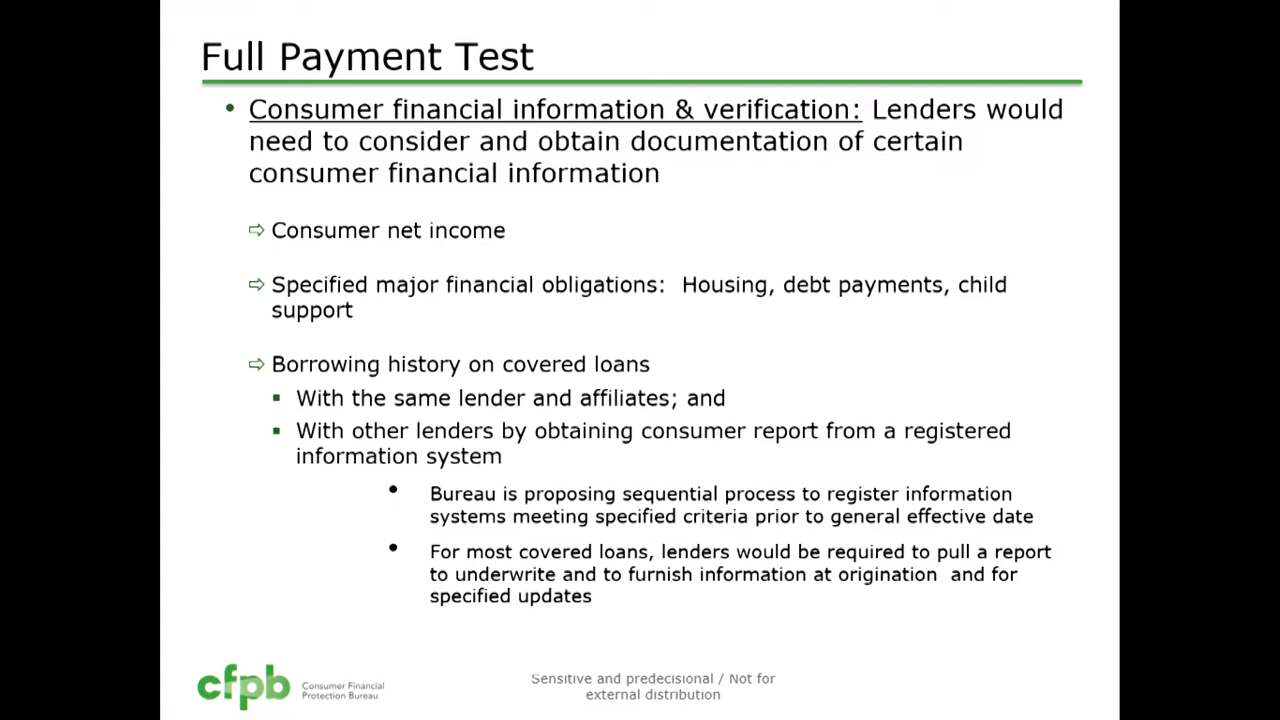 Full Payment Test
• Consumer financial information & verification: Lenders would
need to consider and obtain documentation of certain
consumer financial information
⇨ Consumer net income
⇨ Specified major financial obligations:  Housing, debt payments, child
support
⇨ Borrowing history on covered loans
▪ With the same lender and affiliates; and
▪ With other lenders by obtaining consumer report from a registered
information system
• Bureau is proposing sequential process to register information
systems meeting specified criteria prior to general effective date
• For most covered loans, lenders would be required to pull a report
to underwrite and to furnish information at origination  and for
specified updates
cfpb
Consumer Financial
Protection Bureau
Sensitive and predecisional / Not for
external distribution